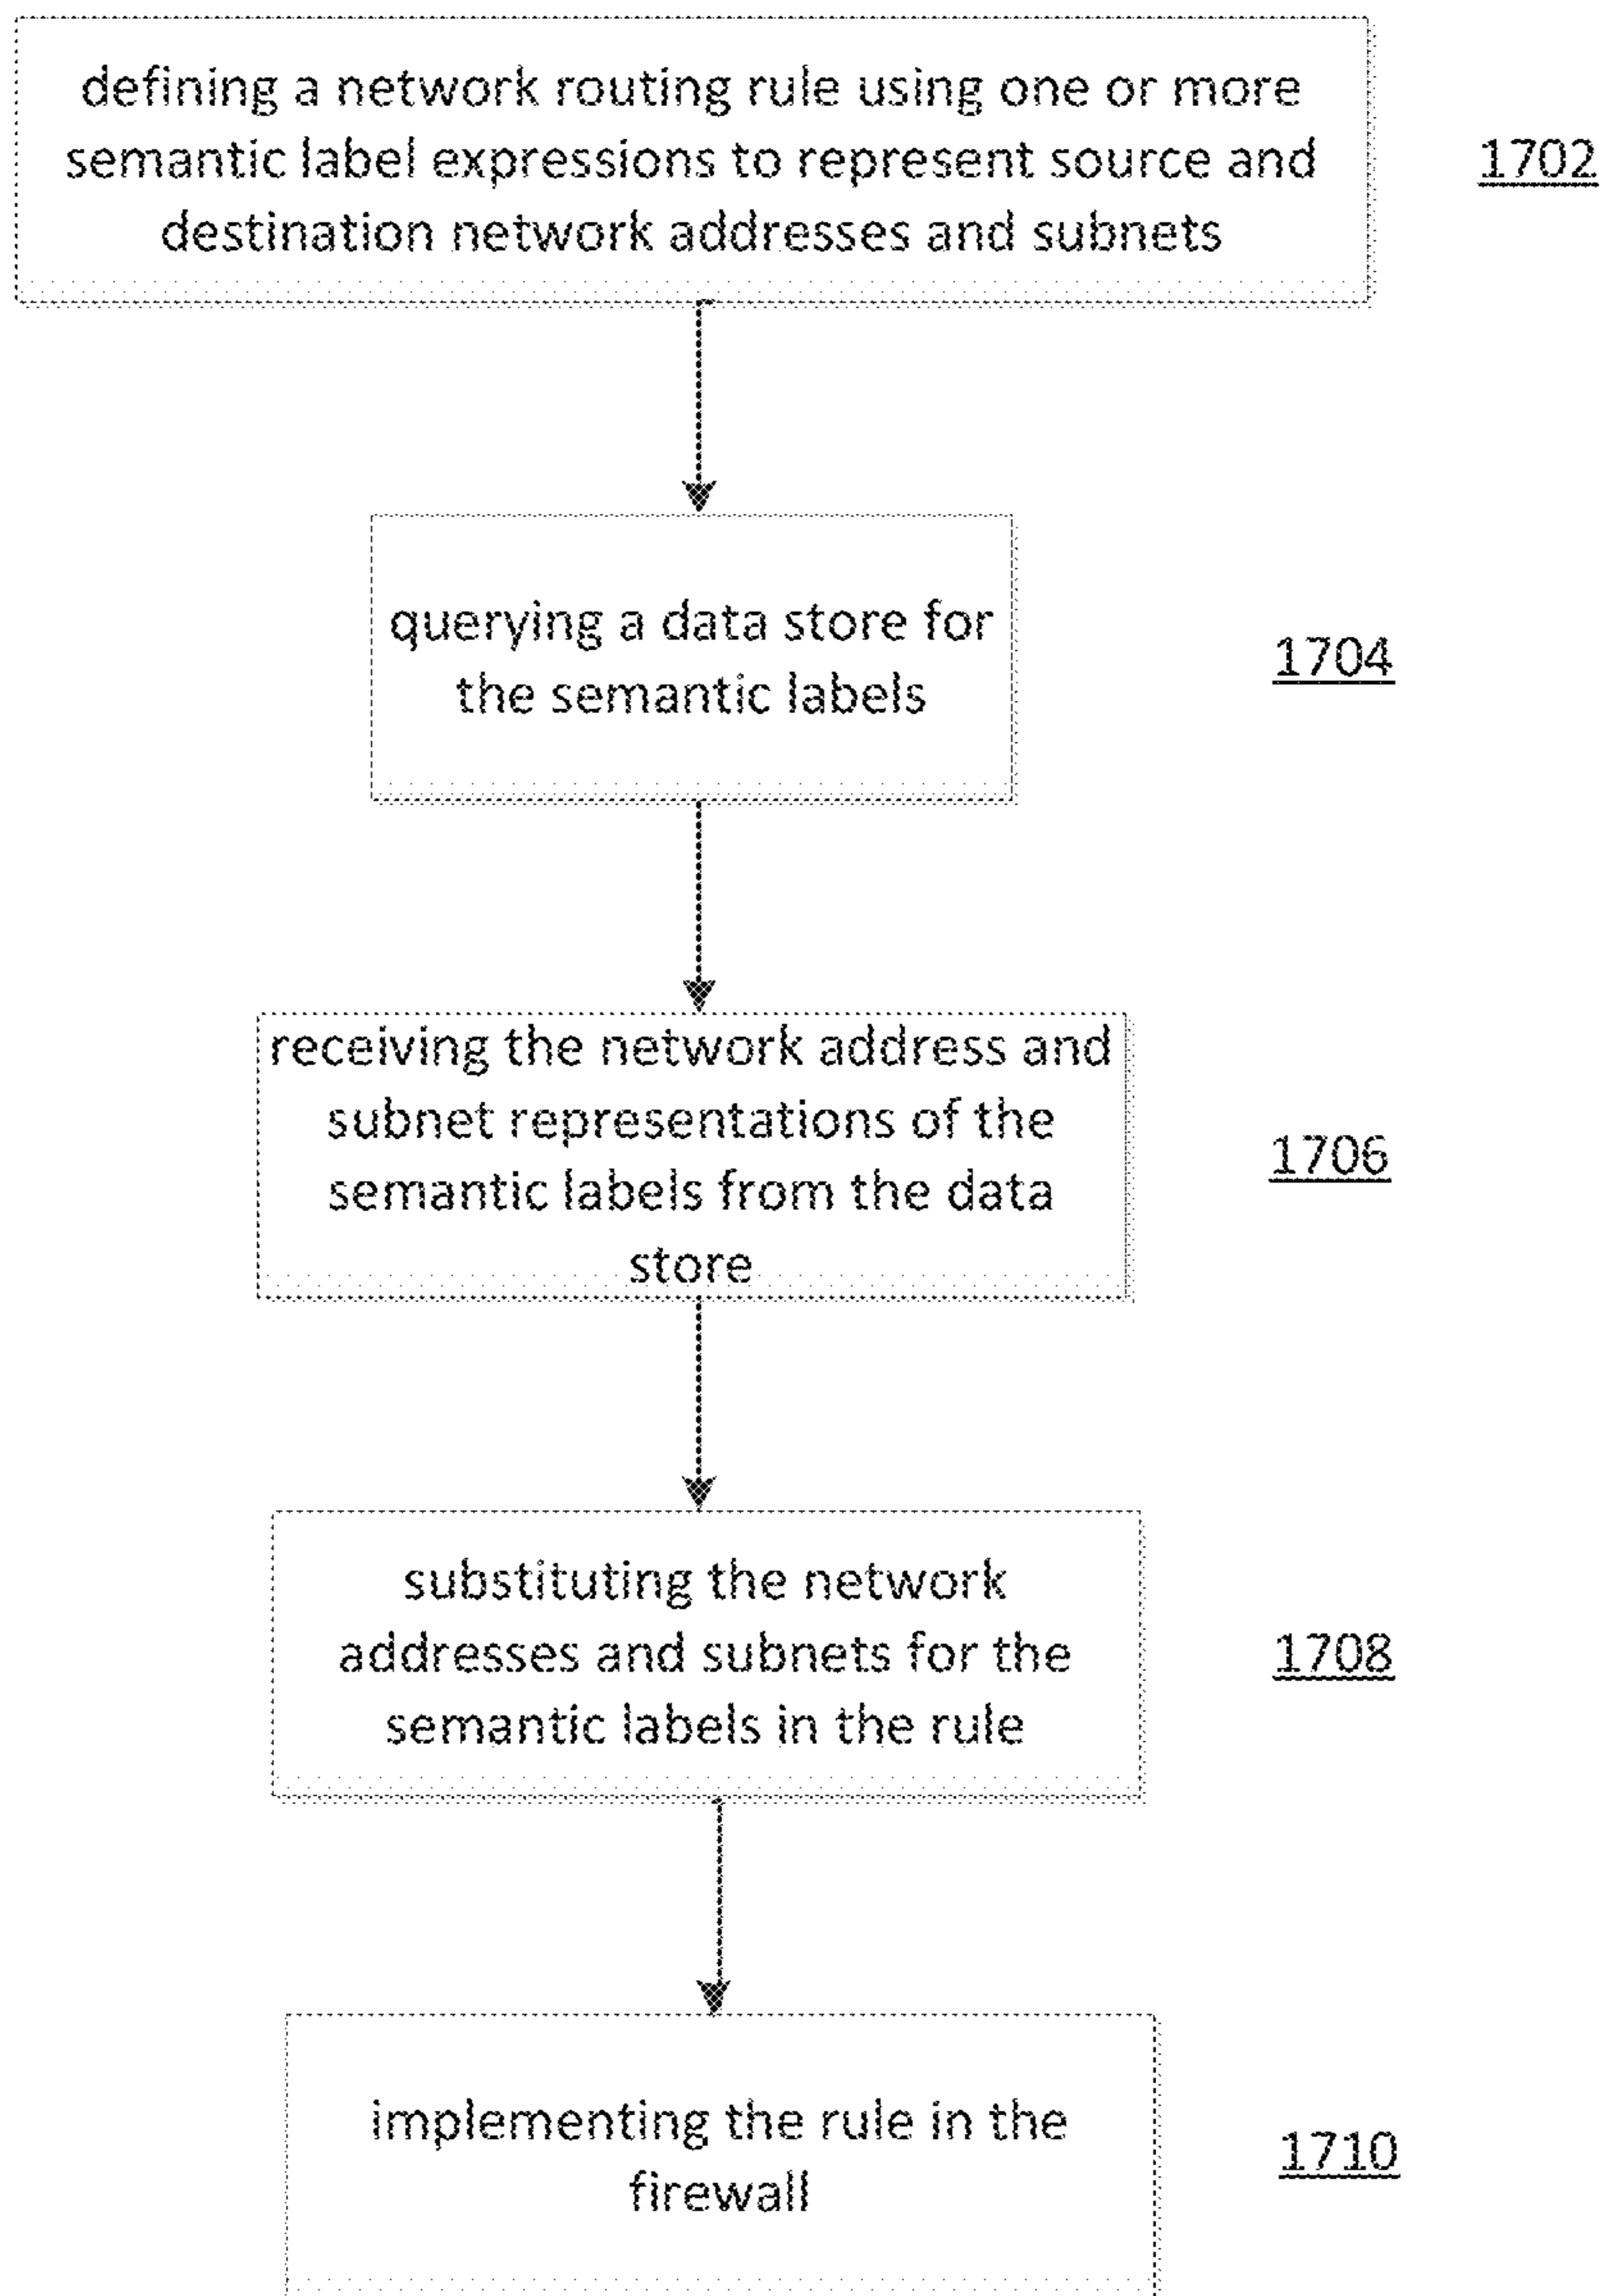 defining a network routing rule using one or more
semantic label expressions to represent source and
destination network addresses and subnets
1702
querying a data store for
the semantic labels
1704
receiving the network address and
subnet representations of the
semantic labels from the data
store
1706
substituting the network
addresses and subnets for the
semantic labels in the rule
1708
implementing the rule in the
firewall
1710